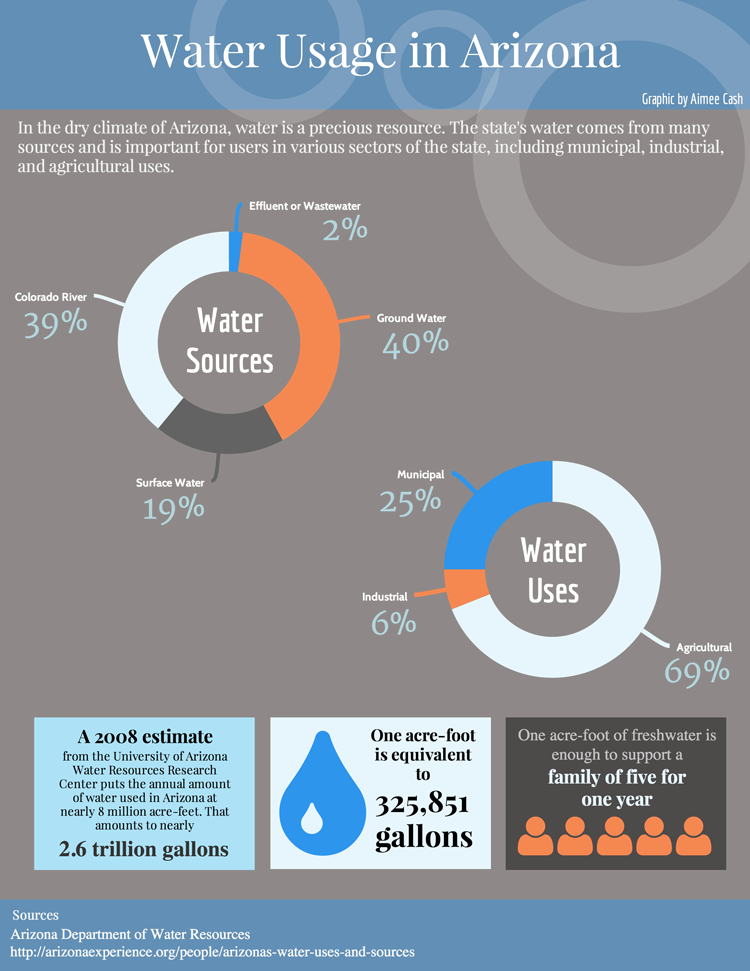 Water Usage in Arizona
Graphic by Aimee Cash
In the dry climate of Arizona, water is a precious resource. The state's water comes from many
sources and is important for users in various sectors of the state, including municipal, industrial,
and agricultural uses.
Effluent or Wastewater
2%
Colorado River
39%
Water
Sources
Ground Water
40%
Surface Water
19%
Municipal
25%
Water
Uses
Industrial
6%
Agricultural
69%
A 2008 estimate
from the University of Arizona
Water Resources Research
Center puts the annual amount
of water used in Arizona at
nearly 8 million acre-feet. That
amounts to nearly
2.6 trillion gallons
One acre-foot
is equivalent
to
325,851
gallons
One acre-foot of freshwater is
enough to support a
family of five for
one year
Sources
Arizona Department of Water Resources
http://arizonaexperience.org/people/arizonas-water-uses-and-sources